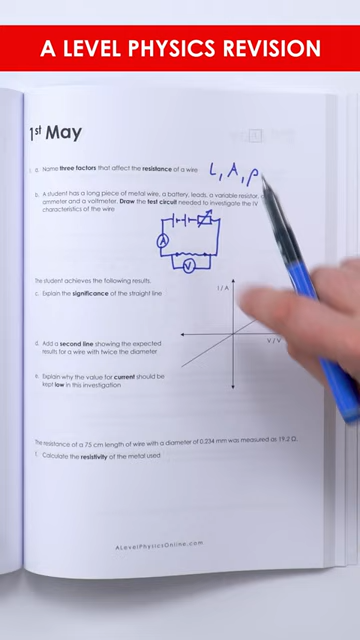 A LEVEL PHYSICS REVISION
1st May
1. a. Name three factors that affect the resistance of a wire
L, A, ρ
b. A student has a long piece of metal wire, a battery, leads, a variable resistor,
ammeter and a voltmeter. Draw the test circuit needed to investigate the IV
characteristics of the wire
A
V
The student achieves the following results.
c. Explain the significance of the straight line
I / A
V / V
d. Add a second line showing the expected
results for a wire with twice the diameter
e. Explain why the value for current should be
kept low in this investigation
The resistance of a 75 cm length of wire with a diameter of 0.234 mm was measured as 19.2 Ω.
f. Calculate the resistivity of the metal used
ALevelPhysicsOnline.com